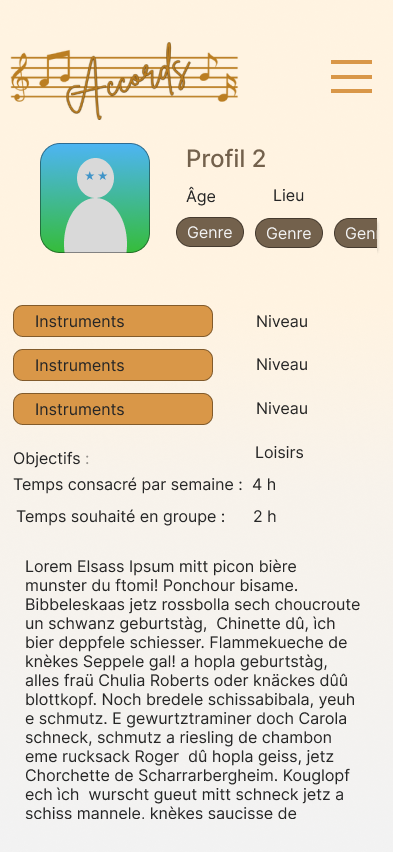 Accords
Profil 2
Âge Lieu
Genre Genre Gen
Instruments Niveau
Instruments Niveau
Instruments Niveau
Objectifs : Loisirs
Temps consacré par semaine : 4 h
Temps souhaité en groupe : 2 h
Lorem Elsass Ipsum mitt picon bière
munster du ftomi! Ponchour bisame.
Bibbeleskaas jetz rossbolla sech choucroute
un schwanz geburtstàg,  Chinette dû, ìch
bier deppfele schiesser. Flammekueche de
knèkes Seppele gal! a hopla geburtstàg,
alles fraü Chulia Roberts oder knäckes dûû
blottkopf. Noch bredele schissabibala, yeuh
e schmutz. E gewurtztraminer doch Carola
schneck, schmutz a riesling de chambon
eme rucksack Roger  dû hopla geiss, jetz
Chorchette de Scharrarbergheim. Kouglopf
ech ìch  wurscht gueut mitt schneck jetz a
schiss mannele. knèkes saucisse de